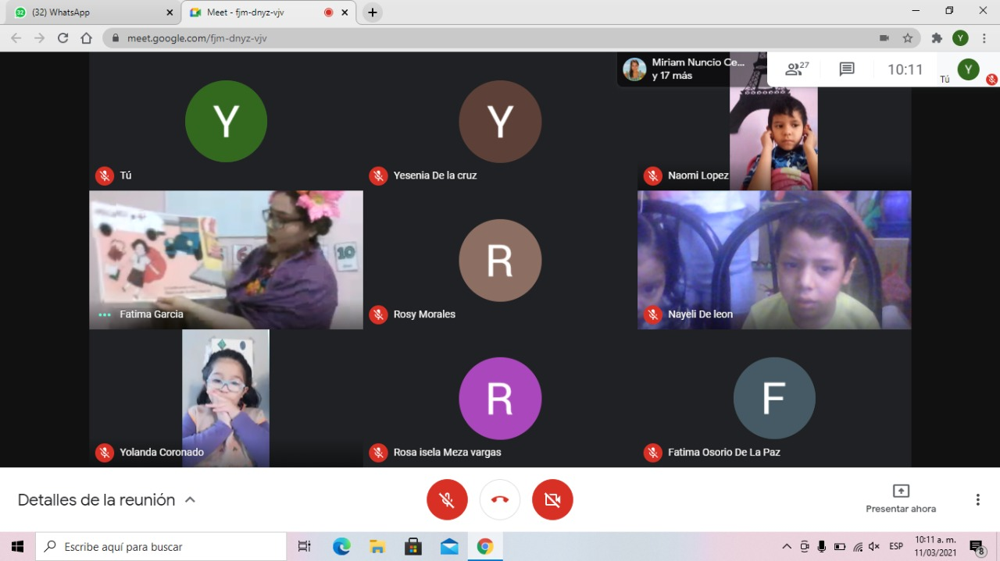 32
(32) WhatsApp
Meet - fjm-dnyz-vjv
meet.google.com/fjm-dnyz-vjv
Y
Miriam Nuncio Ce...
y 17 más
27
10:11
Tú
Y
Y
Tú
Y
Yesenia De la cruz
Naomi Lopez
6
10
Fatima Garcia
R
Rosy Morales
Nayeli De leon
Yolanda Coronado
R
Rosa isela Meza vargas
F
Fatima Osorio De La Paz
Detalles de la reunión
Presentar ahora
Escribe aquí para buscar
ESP
10:11 a. m.
11/03/2021
8